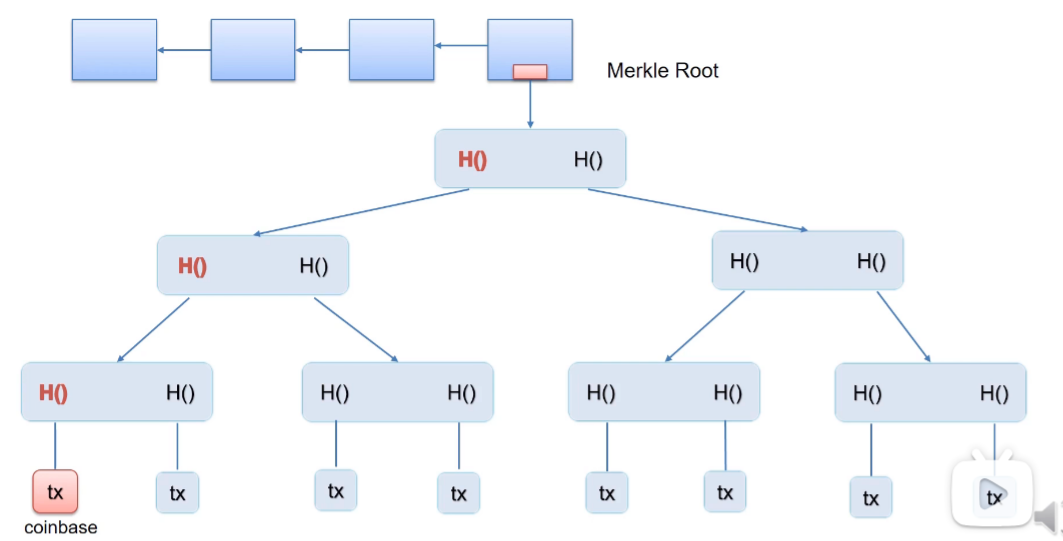 Merkle Root
H() H()
H() H() H() H()
H() H() H() H() H() H() H() H()
tx tx tx tx tx tx tx tx
coinbase